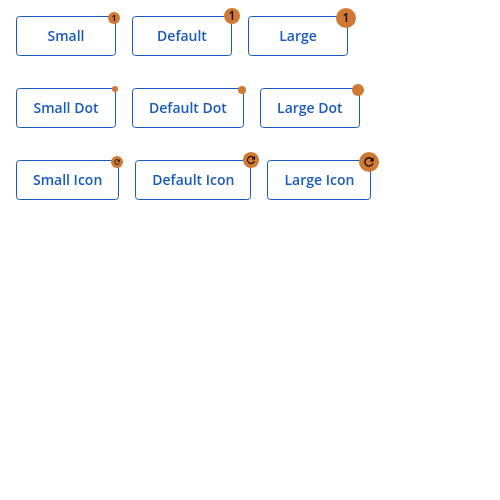 Small 1 Default 1 Large 1
Small Dot Default Dot Large Dot
Small Icon Default Icon Large Icon